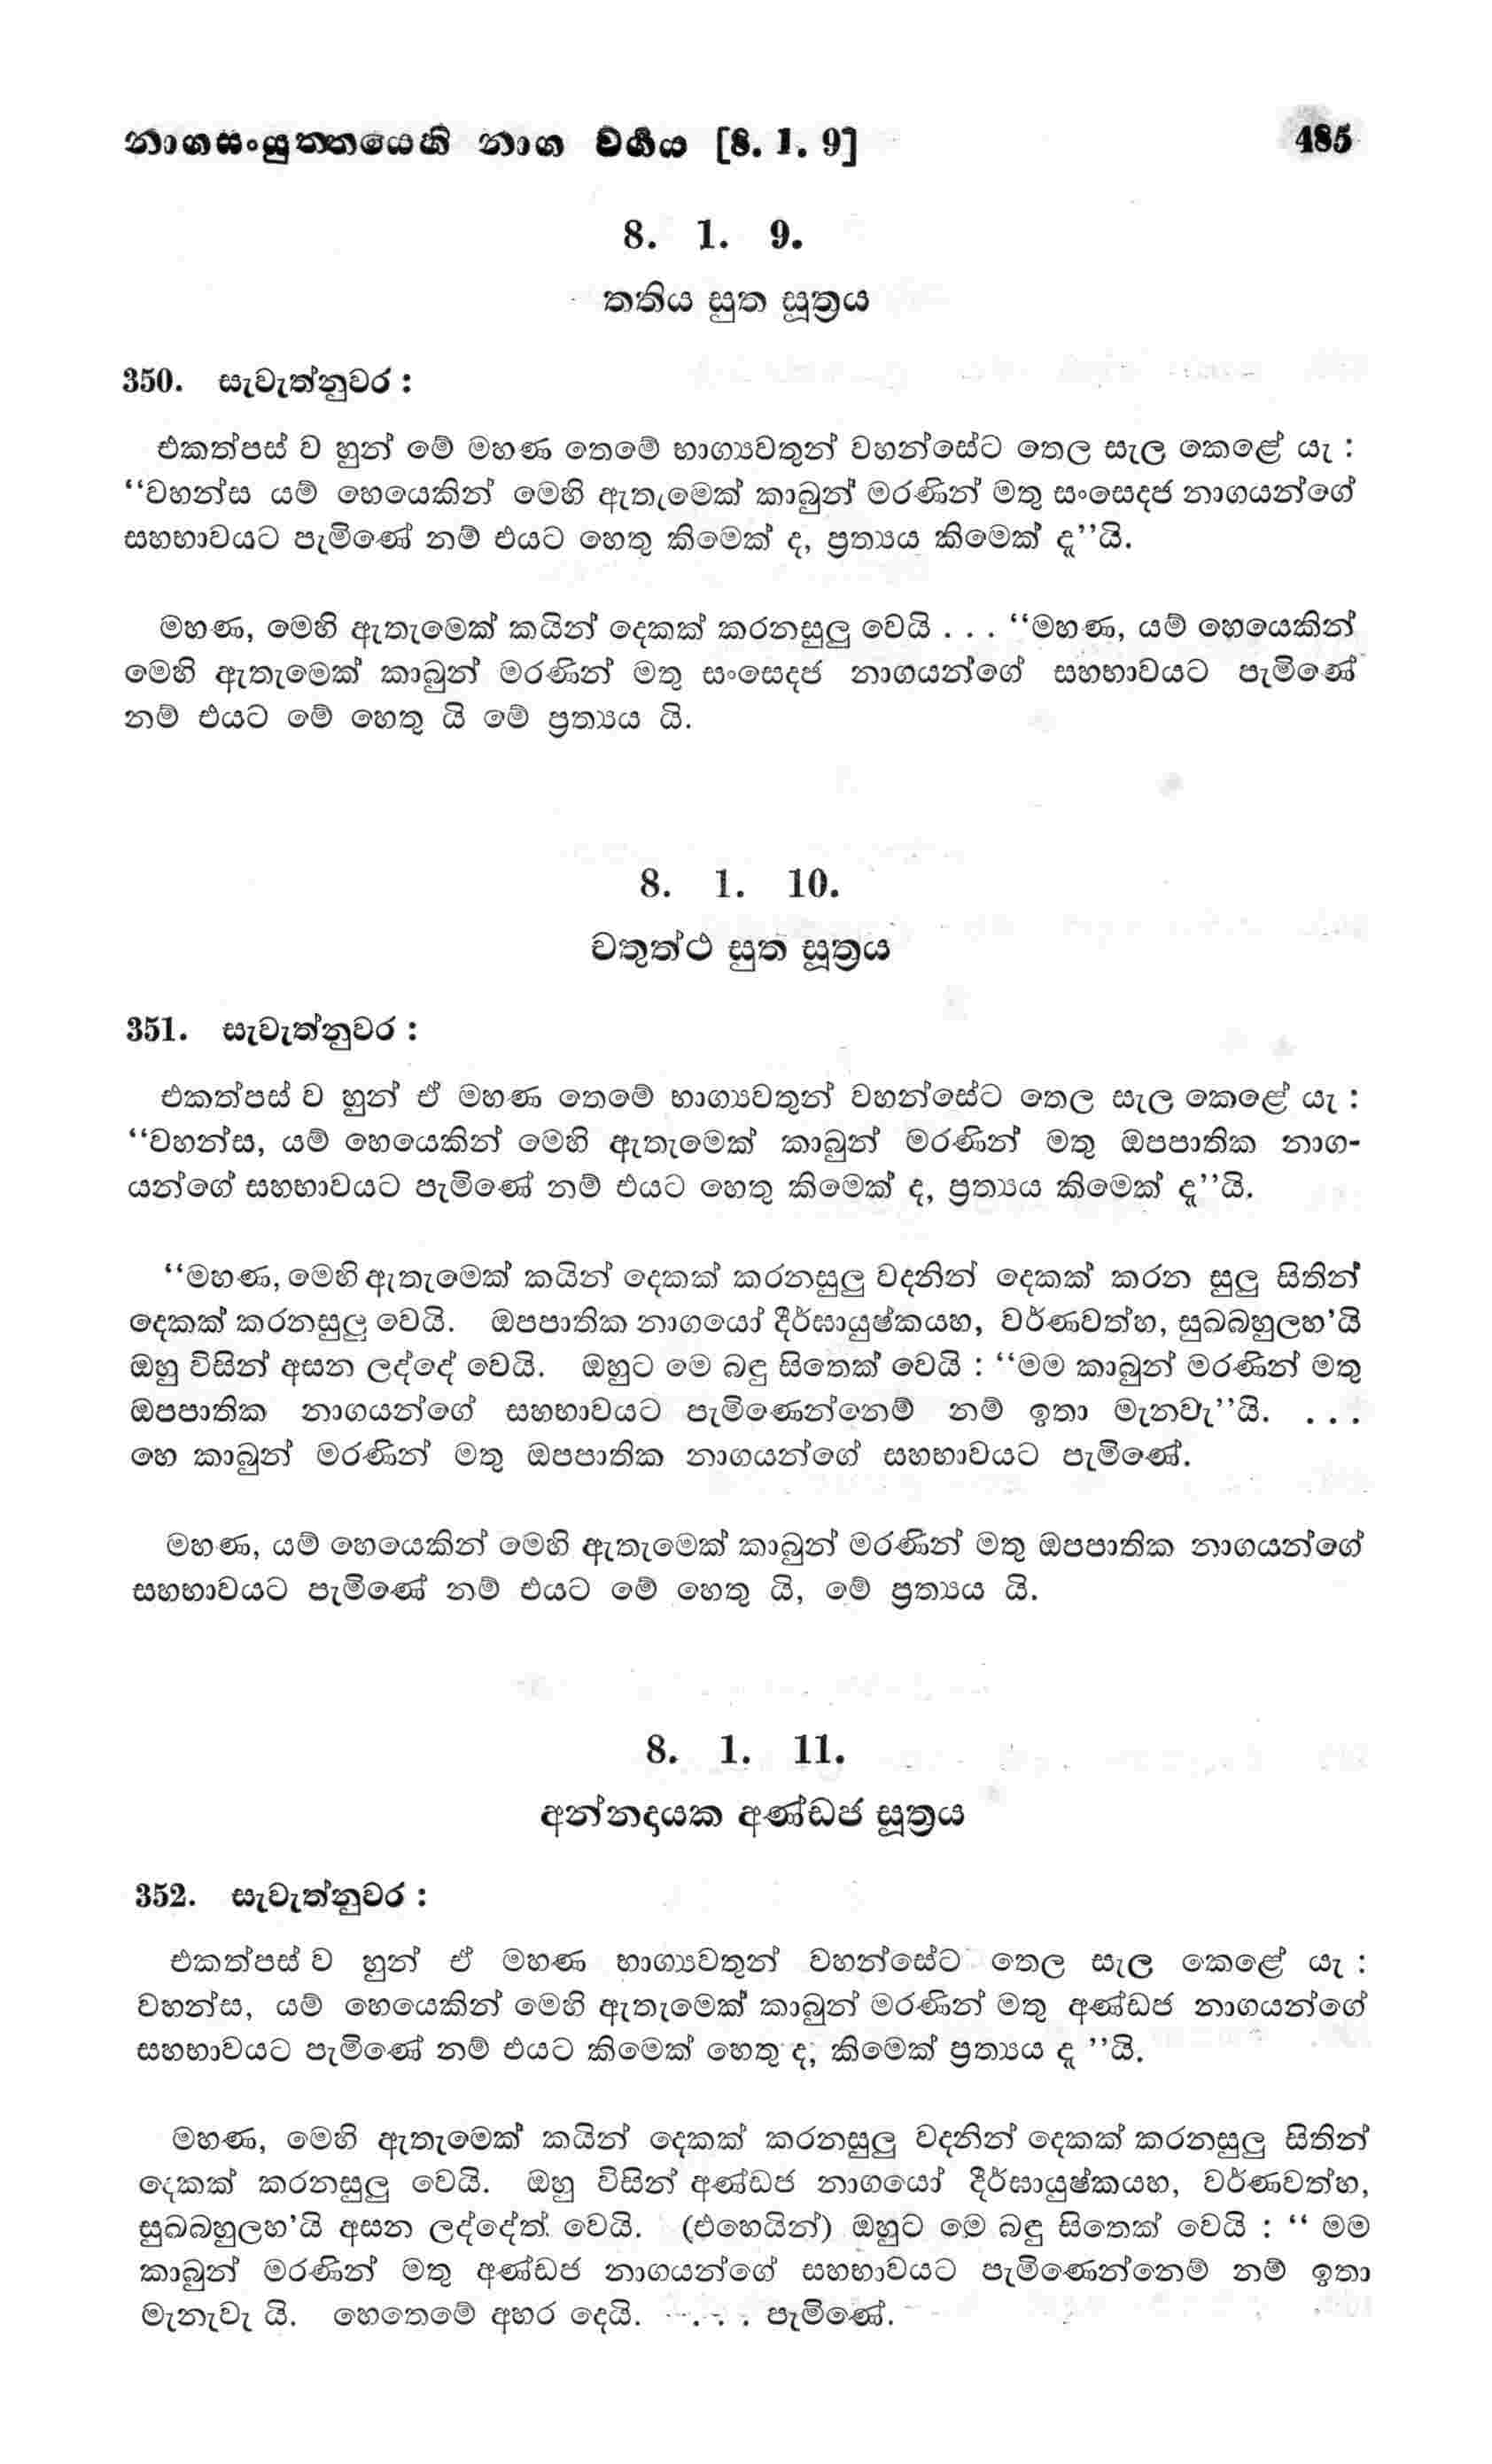 නාගසංයුත්තයෙහි නාග වර්ගය [8. 1. 9] 485
8. 1. 9.
තතිය සුත සූත්‍රය
350. සැවැත්නුවර :
එකත්පස් ව හුන් මේ මහණ තෙමේ භාග්‍යවතුන් වහන්සේට තෙල සැල කෙළේ යැ :
“වහන්ස යම් හෙයෙකින් මෙහි ඇතැමෙක් කාබුන් මරණින් මතු සංසෙදජ නාගයන්ගේ
සහභාවයට පැමිණේ නම් එයට හෙතු කිමෙක් ද, ප්‍රත්‍යය කිමෙක් දැ”යි.
මහණ, මෙහි ඇතැමෙක් කයින් දෙකක් කරනසුලු වෙයි . . . “මහණ, යම් හෙයෙකින්
මෙහි ඇතැමෙක් කාබුන් මරණින් මතු සංසෙදජ නාගයන්ගේ සහභාවයට පැමිණේ
නම් එයට මේ හෙතු යි මේ ප්‍රත්‍යය යි.
8. 1. 10.
චතුත්ථ සුත සූත්‍රය
351. සැවැත්නුවර :
එකත්පස් ව හුන් ඒ මහණ තෙමේ භාග්‍යවතුන් වහන්සේට තෙල සැල කෙළේ යැ :
“වහන්ස, යම් හෙයෙකින් මෙහි ඇතැමෙක් කාබුන් මරණින් මතු ඔපපාතික නාග-
යන්ගේ සහභාවයට පැමිණේ නම් එයට හෙතු කිමෙක් ද, ප්‍රත්‍යය කිමෙක් දැ”යි.
“මහණ, මෙහි ඇතැමෙක් කයින් දෙකක් කරනසුලු වදනින් දෙකක් කරන සුලු සිතින්
දෙකක් කරනසුලු වෙයි. ඔපපාතික නාගයෝ දීර්ඝායුෂ්කයහ, වර්ණවත්හ, සුඛබහුලහ’යි
ඔහු විසින් අසන ලද්දේ වෙයි. ඔහුට මෙ බඳු සිතෙක් වෙයි : “මම කාබුන් මරණින් මතු
ඔපපාතික නාගයන්ගේ සහභාවයට පැමිණෙන්නෙම් නම් ඉතා මැනවැ”යි. . . .
හෙ කාබුන් මරණින් මතු ඔපපාතික නාගයන්ගේ සහභාවයට පැමිණේ.
මහණ, යම් හෙයෙකින් මෙහි ඇතැමෙක් කාබුන් මරණින් මතු ඔපපාතික නාගයන්ගේ
සහභාවයට පැමිණේ නම් එයට මේ හෙතු යි, මේ ප්‍රත්‍යය යි.
8. 1. 11.
අන්නදායක අණ්ඩජ සූත්‍රය
352. සැවැත්නුවර :
එකත්පස් ව හුන් ඒ මහණ භාග්‍යවතුන් වහන්සේට තෙල සැල කෙළේ යැ :
වහන්ස, යම් හෙයෙකින් මෙහි ඇතැමෙක් කාබුන් මරණින් මතු අණ්ඩජ නාගයන්ගේ
සහභාවයට පැමිණේ නම් එයට කිමෙක් හෙතු ද, කිමෙක් ප්‍රත්‍යය දැ ”යි.
මහණ, මෙහි ඇතැමෙක් කයින් දෙකක් කරනසුලු වදනින් දෙකක් කරනසුලු සිතින්
දෙකක් කරනසුලු වෙයි. ඔහු විසින් අණ්ඩජ නාගයෝ දීර්ඝායුෂ්කයහ, වර්ණවත්හ,
සුඛබහුලහ’යි අසන ලද්දේත් වෙයි. (එහෙයින්) ඔහුට මෙ බඳු සිතෙක් වෙයි : “ මම
කාබුන් මරණින් මතු අණ්ඩජ නාගයන්ගේ සහභාවයට පැමිණෙන්නෙම් නම් ඉතා
මැනැවැ යි. හෙතෙමේ අහර දෙයි. . . . . පැමිණේ.